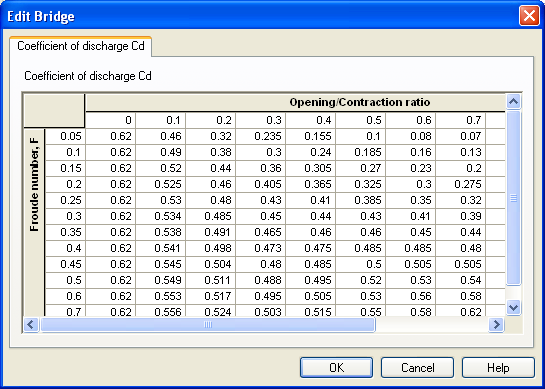 Edit Bridge
Coefficient of discharge Cd
Coefficient of discharge Cd
Opening/Contraction ratio
0 0.1 0.2 0.3 0.4 0.5 0.6 0.7
Froude number, F
0.05 0.62 0.46 0.32 0.235 0.155 0.1 0.08 0.07
0.1 0.62 0.49 0.38 0.3 0.24 0.185 0.16 0.13
0.15 0.62 0.52 0.44 0.36 0.305 0.27 0.23 0.2
0.2 0.62 0.525 0.46 0.405 0.365 0.325 0.3 0.275
0.25 0.62 0.53 0.48 0.43 0.41 0.385 0.35 0.32
0.3 0.62 0.534 0.485 0.45 0.44 0.43 0.41 0.39
0.35 0.62 0.538 0.491 0.465 0.46 0.46 0.45 0.44
0.4 0.62 0.541 0.498 0.473 0.475 0.485 0.485 0.48
0.45 0.62 0.545 0.504 0.48 0.485 0.5 0.505 0.505
0.5 0.62 0.549 0.511 0.488 0.495 0.52 0.53 0.54
0.6 0.62 0.553 0.517 0.495 0.505 0.53 0.56 0.58
0.7 0.62 0.556 0.524 0.503 0.515 0.55 0.58 0.62
OK Cancel Help